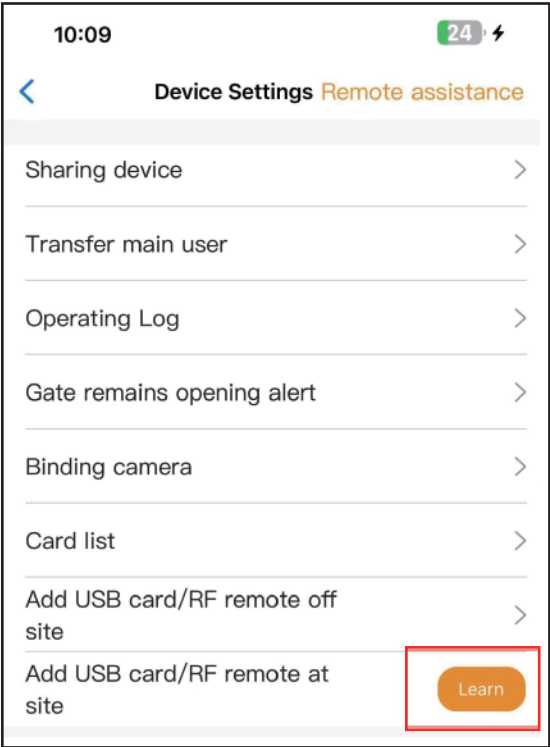 10:09
24
Device Settings Remote assistance
Sharing device
Transfer main user
Operating Log
Gate remains opening alert
Binding camera
Card list
Add USB card/RF remote off
site
Add USB card/RF remote at
site
Learn